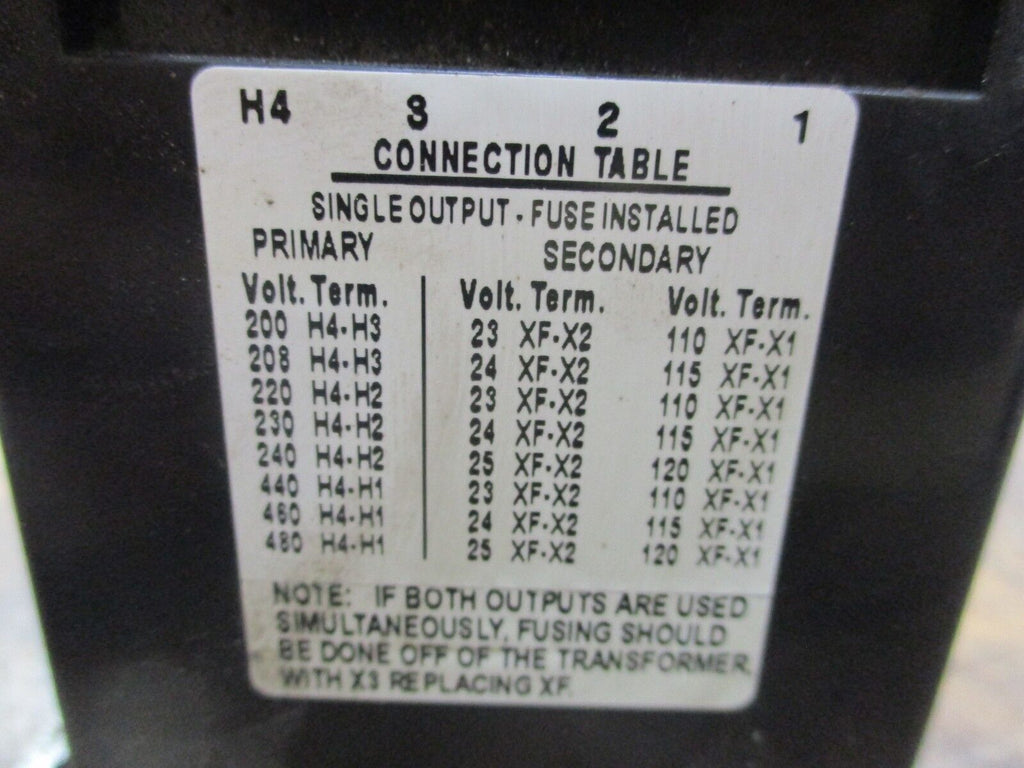 H4 3 2 1
CONNECTION TABLE
SINGLE OUTPUT - FUSE INSTALLED
PRIMARY SECONDARY
Volt. Term. Volt. Term. Volt. Term.
200 H4-H3 23 XF-X2 110 XF-X1
208 H4-H3 24 XF-X2 115 XF-X1
220 H4-H2 23 XF-X2 110 XF-X1
230 H4-H2 24 XF-X2 115 XF-X1
240 H4-H2 25 XF-X2 120 XF-X1
440 H4-H1 23 XF-X2 110 XF-X1
460 H4-H1 24 XF-X2 115 XF-X1
480 H4-H1 25 XF-X2 120 XF-X1
NOTE: IF BOTH OUTPUTS ARE USED
SIMULTANEOUSLY, FUSING SHOULD
BE DONE OFF OF THE TRANSFORMER,
WITH X3 REPLACING XF.